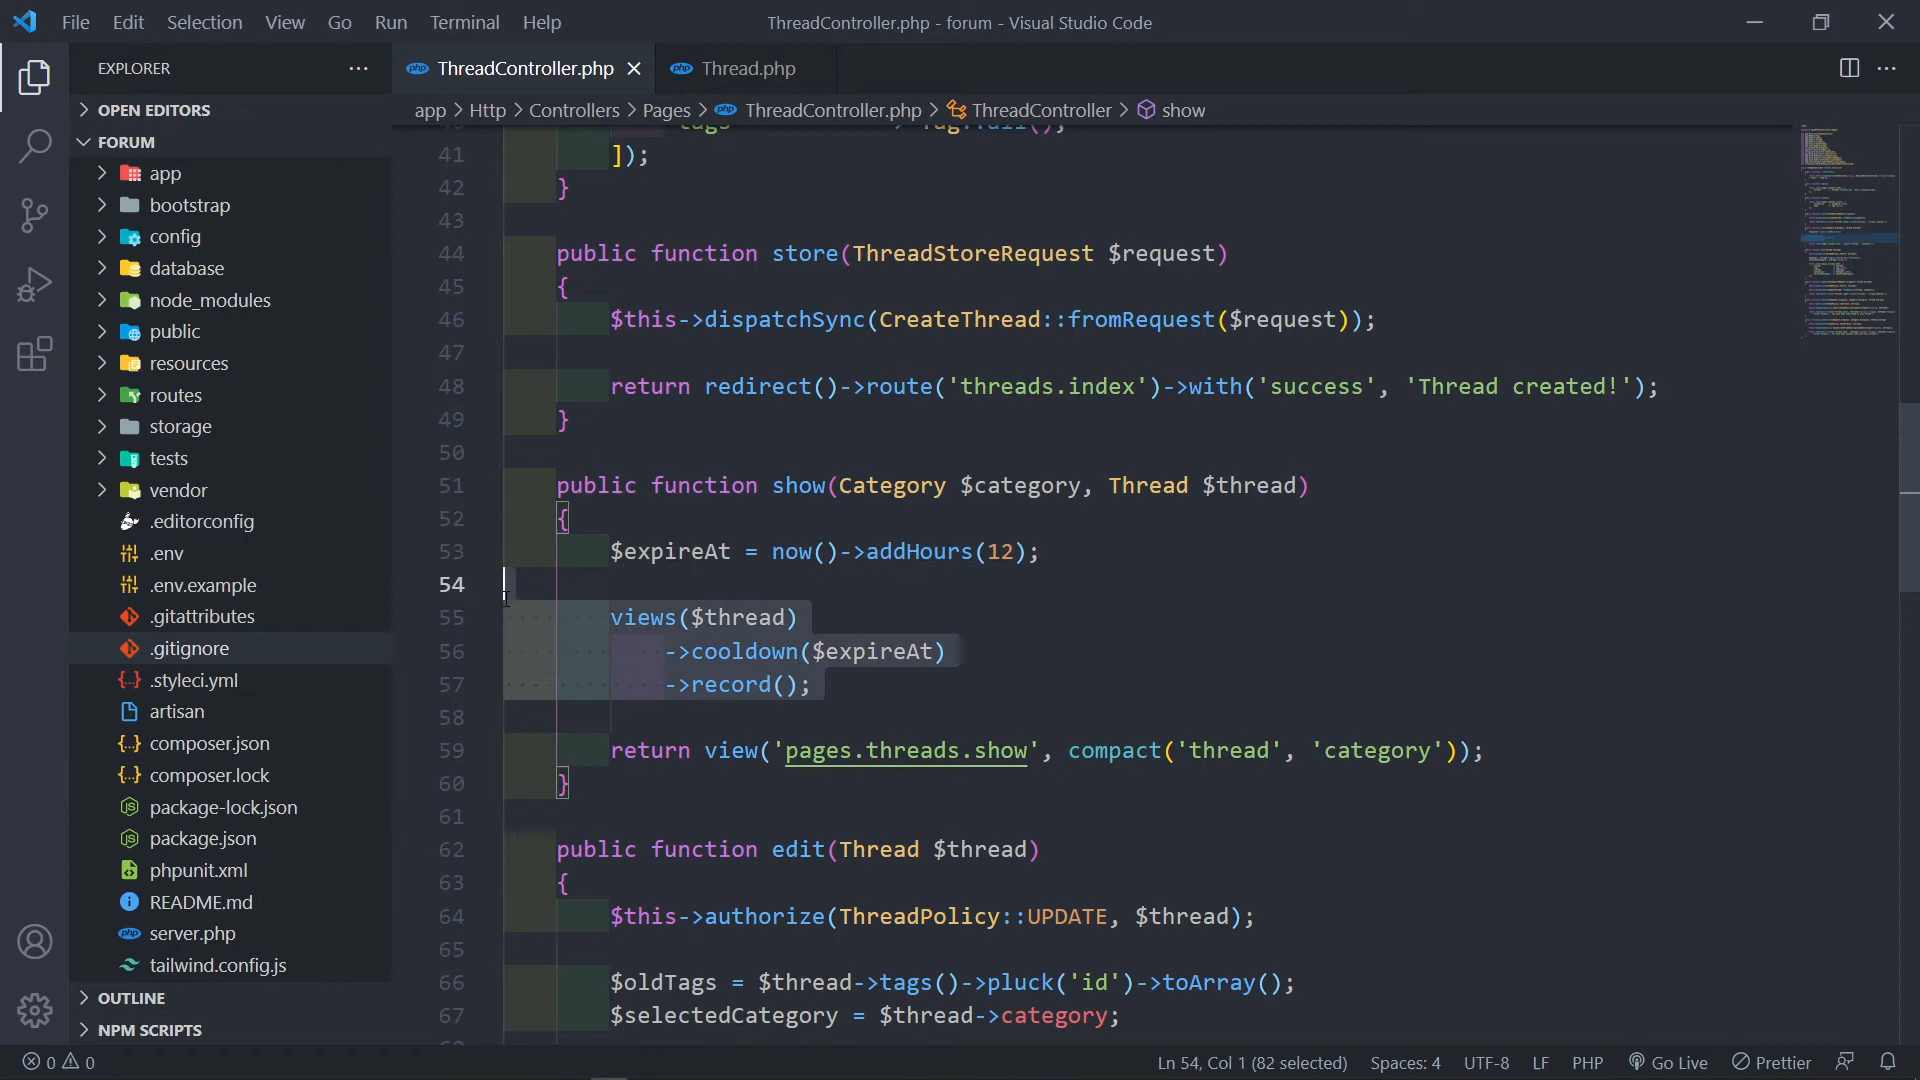 File Edit Selection View Go Run Terminal Help
ThreadController.php - forum - Visual Studio Code
EXPLORER
OPEN EDITORS
FORUM
app
bootstrap
config
database
node_modules
public
resources
routes
storage
tests
vendor
.editorconfig
.env
.env.example
.gitattributes
.gitignore
.styleci.yml
artisan
composer.json
composer.lock
package-lock.json
package.json
phpunit.xml
README.md
server.php
tailwind.config.js
OUTLINE
NPM SCRIPTS
ThreadController.php Thread.php
app > Http > Controllers > Pages > ThreadController.php > ThreadController > show
41 ]);
42 }
43
44 public function store(ThreadStoreRequest $request)
45 {
46 $this->dispatchSync(CreateThread::fromRequest($request));
47
48 return redirect()->route('threads.index')->with('success', 'Thread created!');
49 }
50
51 public function show(Category $category, Thread $thread)
52 {
53 $expireAt = now()->addHours(12);
54
55 views($thread)
56 ->cooldown($expireAt)
57 ->record();
58
59 return view('pages.threads.show', compact('thread', 'category'));
60 }
61
62 public function edit(Thread $thread)
63 {
64 $this->authorize(ThreadPolicy::UPDATE, $thread);
65
66 $oldTags = $thread->tags()->pluck('id')->toArray();
67 $selectedCategory = $thread->category;
0 0 Ln 54, Col 1 (82 selected) Spaces: 4 UTF-8 LF PHP Go Live Prettier